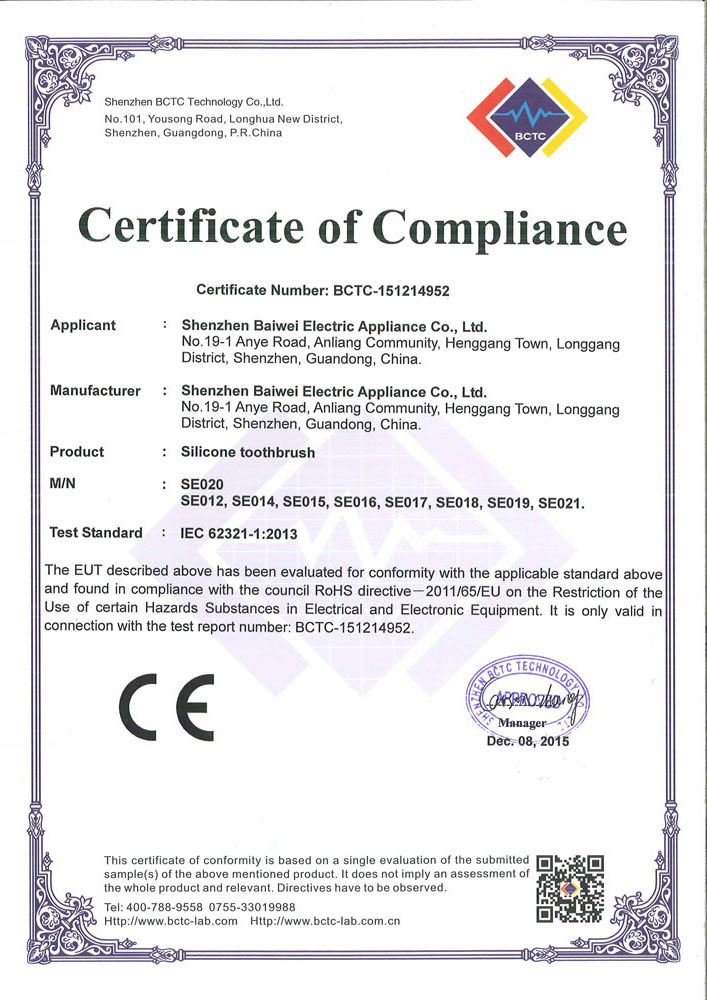 Shenzhen BCTC Technology Co.,Ltd.
No.101, Yousong Road, Longhua New District,
Shenzhen, Guangdong, P.R.China
BCTC
Certificate of Compliance
Certificate Number: BCTC-151214952
Applicant : Shenzhen Baiwei Electric Appliance Co., Ltd.
No.19-1 Anye Road, Anliang Community, Henggang Town, Longgang
District, Shenzhen, Guandong, China.
Manufacturer : Shenzhen Baiwei Electric Appliance Co., Ltd.
No.19-1 Anye Road, Anliang Community, Henggang Town, Longgang
District, Shenzhen, Guandong, China.
Product : Silicone toothbrush
M/N : SE020
SE012, SE014, SE015, SE016, SE017, SE018, SE019, SE021.
Test Standard : IEC 62321-1:2013
The EUT described above has been evaluated for conformity with the applicable standard above
and found in compliance with the council RoHS directive－2011/65/EU on the Restriction of the
Use of certain Hazards Substances in Electrical and Electronic Equipment. It is only valid in
connection with the test report number: BCTC-151214952.
CE
SHENZHEN BCTC TECHNOLOGY CO
APPROVED
Manager
Dec. 08, 2015
This certificate of conformity is based on a single evaluation of the submitted
sample(s) of the above mentioned product. It does not imply an assessment of
the whole product and relevant. Directives have to be observed.
Tel: 400-788-9558 0755-33019988
Http://www.bctc-lab.com Http://www.bctc-lab.com.cn